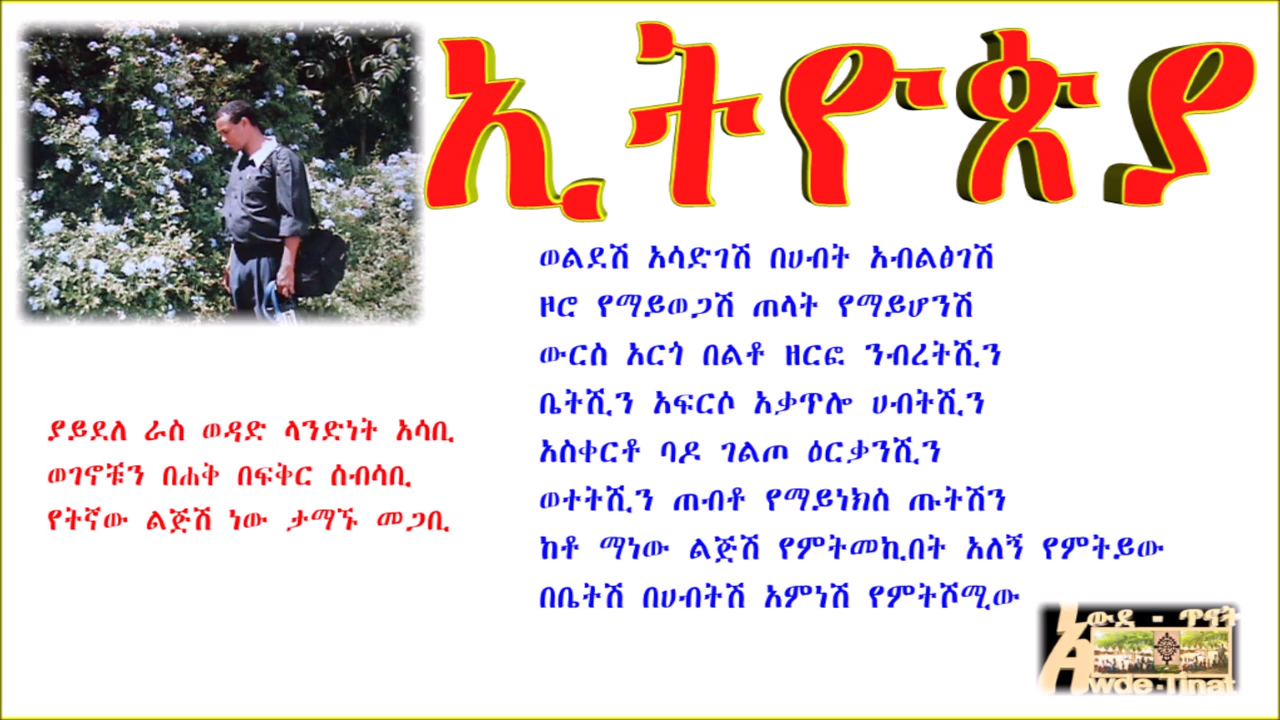 ኢትዮጵያ
ወልደሽ አሳድገሽ በሀብት አብልፅገሽ
ዞሮ የማይወጋሽ ጠላት የማይሆንሽ
ውርስ አርጎ በልቶ ዘርፎ ንብረትሺን
ቤትሺን አፍርሶ አቃጥሎ ሀብትሺን
አስቀርቶ ባዶ ገልጦ ዕርቃንሺን
ወተትሺን ጠብቶ የማይነክስ ጡትሽን
ከቶ ማነው ልጅሽ የምትመኪበት አለኝ የምትይው
በቤትሽ በሀብትሽ አምነሽ የምትሾሚው
ያይደለ ራስ ወዳድ ላንድነት አሳቢ
ወገኖቹን በሐቅ በፍቅር ሰብሳቢ
የትኛው ልጅሽ ነው ታማኙ መጋቢ
አውደ - ጥናት
Awde-Tinat